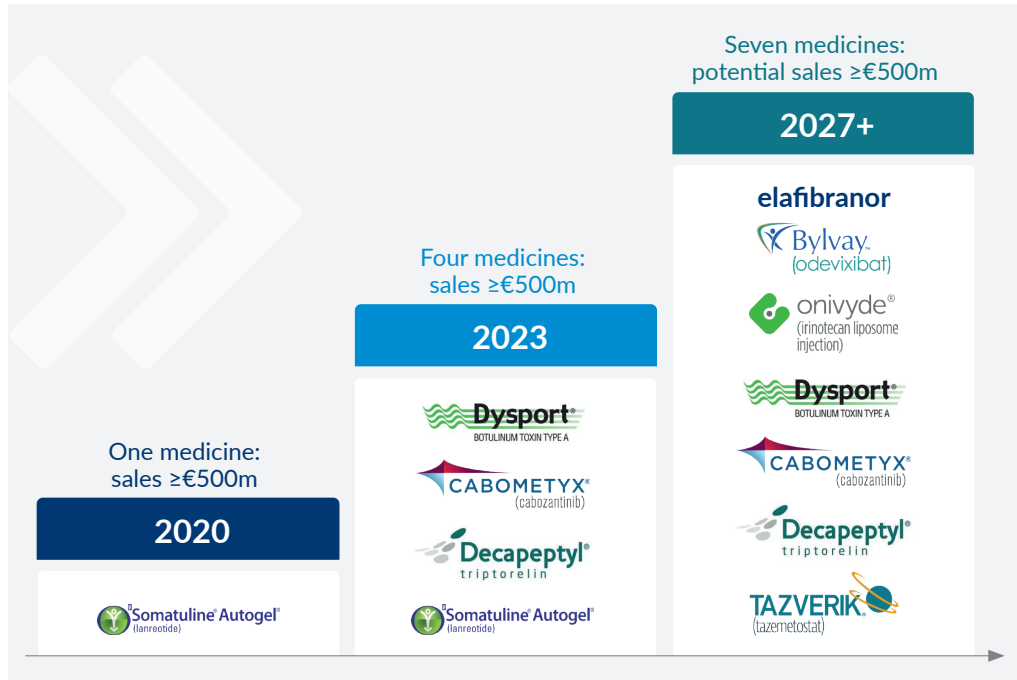 One medicine:
sales ≥€500m
2020
Somatuline® Autogel®
(lanreotide)
Four medicines:
sales ≥€500m
2023
Dysport®
BOTULINUM TOXIN TYPE A
CABOMETYX®
(cabozantinib)
Decapeptyl®
triptorelin
Somatuline® Autogel®
(lanreotide)
Seven medicines:
potential sales ≥€500m
2027+
elafibranor
Bylvay™
(odevixibat)
onivyde®
(irinotecan liposome
injection)
Dysport®
BOTULINUM TOXIN TYPE A
CABOMETYX®
(cabozantinib)
Decapeptyl®
triptorelin
TAZVERIK®
(tazemetostat)